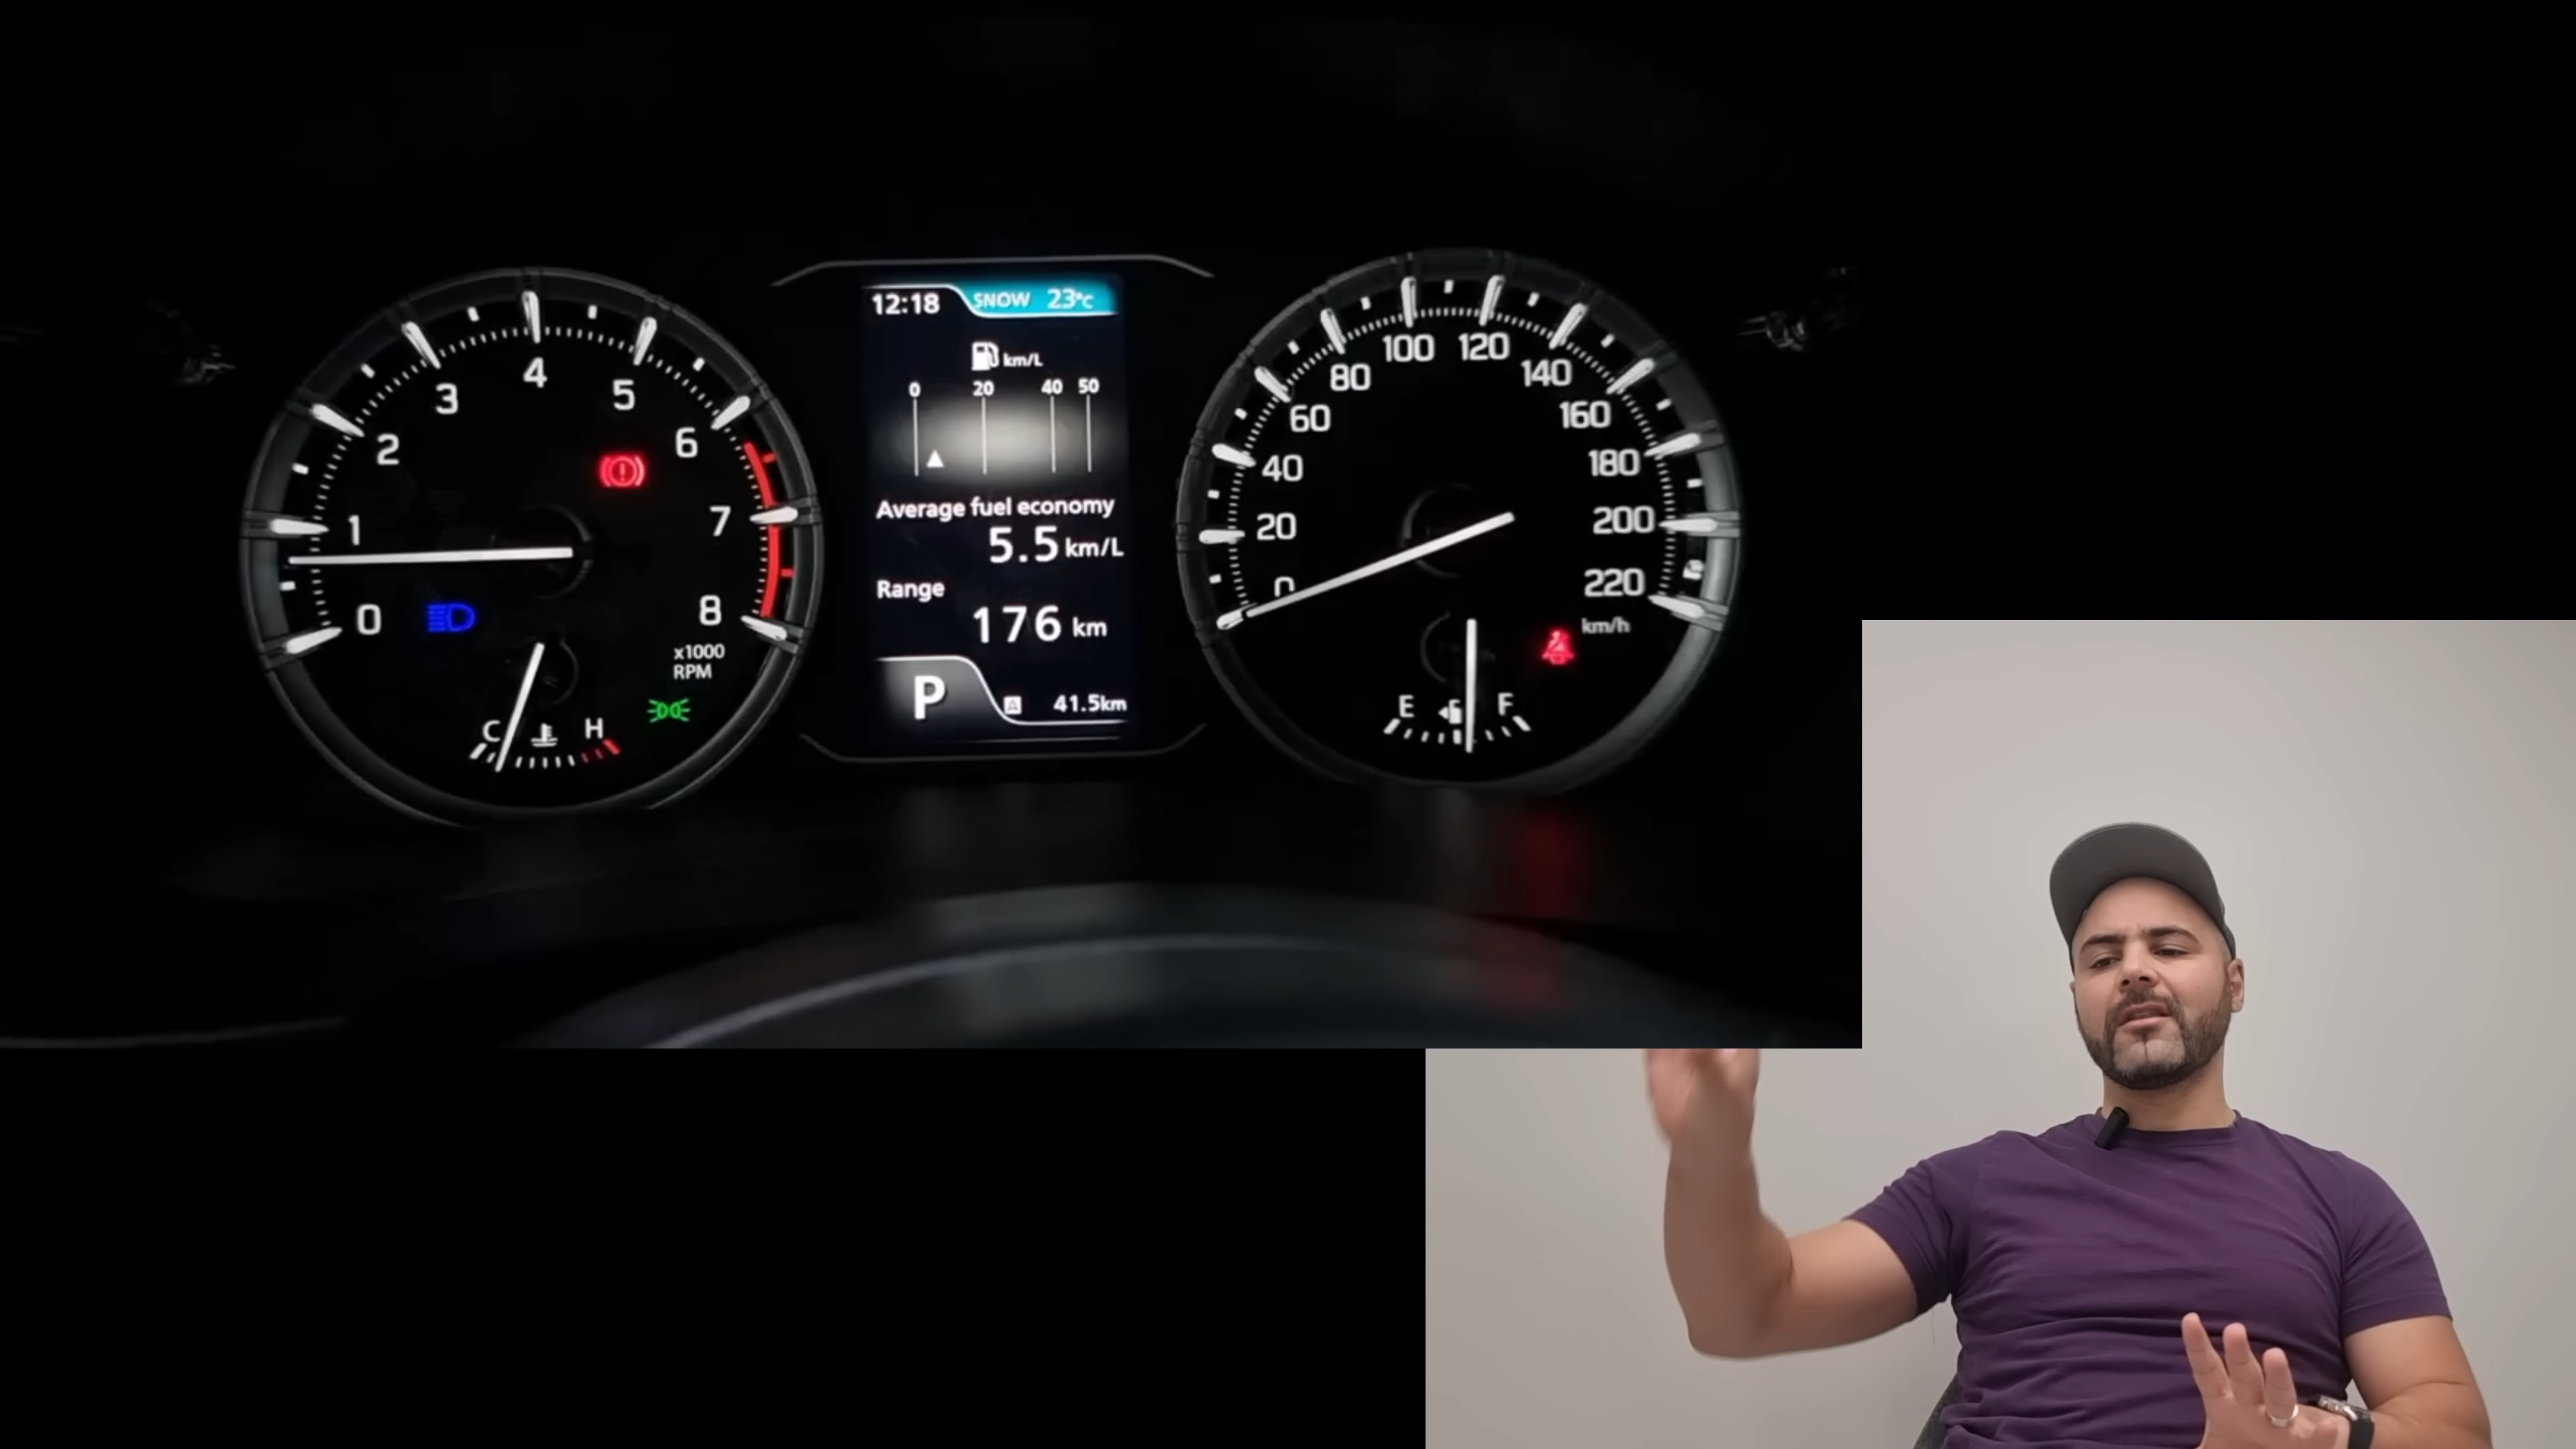 12:18 SNOW 23°C
km/L
0 20 40 50
Average fuel economy
5.5 km/L
Range
176 km
P A 41.5km
0
1
2
3
4
5
6
7
8
x1000
RPM
C H
0
20
40
60
80
100
120
140
160
180
200
220
km/h
E F